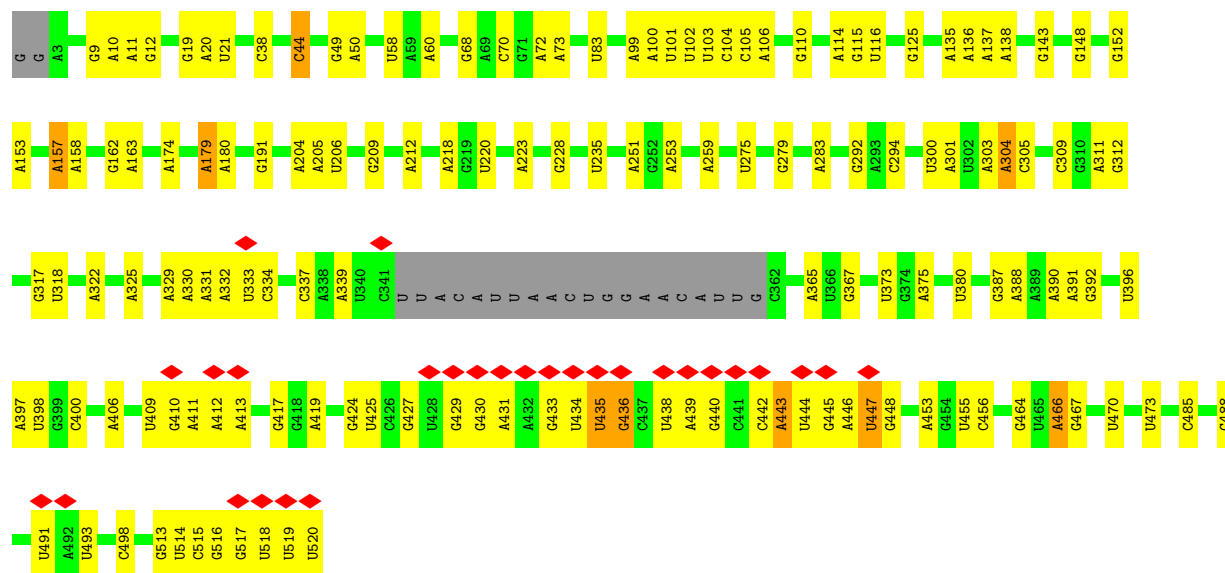 G G A3 G9 A10 A11 G12 G19 A20 U21 C38 C44 G49 A50 U58 A59 A60 G68 A69 C70 G71 A72 A73 U83 A99 A100 U101 U102 U103 C104 C105 A106 G110 A114 G115 U116 G125 A135 A136 A137 A138 G143 G148 G152
A153 A157 A158 G162 A163 A174 A179 A180 G191 A204 A205 U206 G209 A212 A218 G219 U220 A223 G228 U235 A251 G252 A253 A259 U275 G279 A283 G292 A293 C294 U300 A301 U302 A303 A304 C305 C309 G310 A311 G312
G317 U318 A322 A325 A329 A330 A331 A332 U333 C334 C337 A338 A339 U340 C341 U U A C A U U A A C U G G A A C A U U G C362 A365 U366 G367 U373 G374 A375 U380 G387 A388 A389 A390 A391 G392 U396
A397 U398 G399 C400 A406 U409 G410 A411 A412 A413 G417 G418 A419 G424 U425 C426 G427 U428 G429 G430 A431 A432 G433 U434 U435 G436 C437 U438 A439 G440 C441 C442 A443 U444 G445 A446 U447 G448 A453 G454 U455 C456 G464 U465 A466 G467 U470 U473 C485
U491 A492 U493 C498 G513 U514 C515 G516 G517 U518 U519 U520